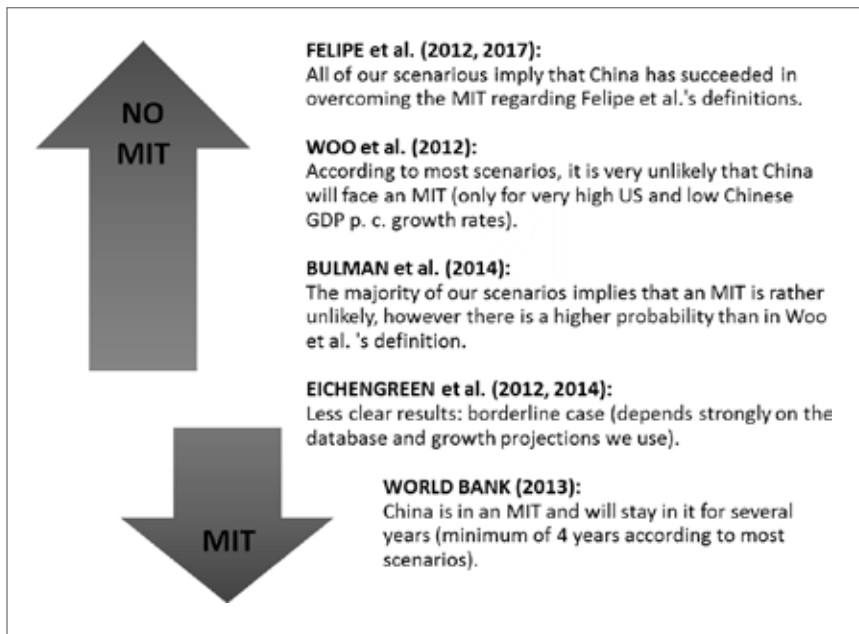 NO
MIT
FELIPE et al. (2012, 2017):
All of our scenarious imply that China has succeeded in
overcoming the MIT regarding Felipe et al.'s definitions.
WOO et al. (2012):
According to most scenarios, it is very unlikely that China
will face an MIT (only for very high US and low Chinese
GDP p. c. growth rates).
BULMAN et al. (2014):
The majority of our scenarios implies that an MIT is rather
unlikely, however there is a higher probability than in Woo
et al. 's definition.
EICHENGREEN et al. (2012, 2014):
Less clear results: borderline case (depends strongly on the
database and growth projections we use).
MIT
WORLD BANK (2013):
China is in an MIT and will stay in it for several
years (minimum of 4 years according to most
scenarios).